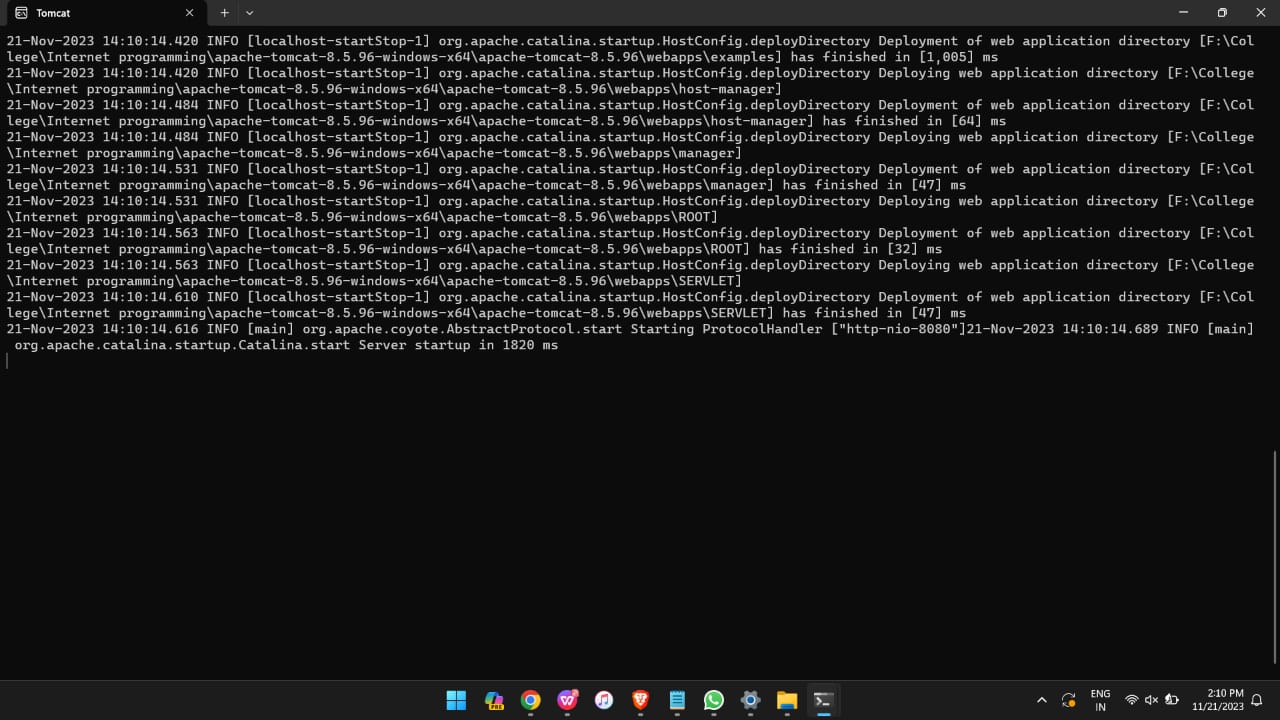 Tomcat
21-Nov-2023 14:10:14.420 INFO [localhost-startStop-1] org.apache.catalina.startup.HostConfig.deployDirectory Deployment of web application directory [F:\Col
lege\Internet programming\apache-tomcat-8.5.96-windows-x64\apache-tomcat-8.5.96\webapps\examples] has finished in [1,005] ms
21-Nov-2023 14:10:14.420 INFO [localhost-startStop-1] org.apache.catalina.startup.HostConfig.deployDirectory Deploying web application directory [F:\College
\Internet programming\apache-tomcat-8.5.96-windows-x64\apache-tomcat-8.5.96\webapps\host-manager]
21-Nov-2023 14:10:14.484 INFO [localhost-startStop-1] org.apache.catalina.startup.HostConfig.deployDirectory Deployment of web application directory [F:\Col
lege\Internet programming\apache-tomcat-8.5.96-windows-x64\apache-tomcat-8.5.96\webapps\host-manager] has finished in [64] ms
21-Nov-2023 14:10:14.484 INFO [localhost-startStop-1] org.apache.catalina.startup.HostConfig.deployDirectory Deploying web application directory [F:\College
\Internet programming\apache-tomcat-8.5.96-windows-x64\apache-tomcat-8.5.96\webapps\manager]
21-Nov-2023 14:10:14.531 INFO [localhost-startStop-1] org.apache.catalina.startup.HostConfig.deployDirectory Deployment of web application directory [F:\Col
lege\Internet programming\apache-tomcat-8.5.96-windows-x64\apache-tomcat-8.5.96\webapps\manager] has finished in [47] ms
21-Nov-2023 14:10:14.531 INFO [localhost-startStop-1] org.apache.catalina.startup.HostConfig.deployDirectory Deploying web application directory [F:\College
\Internet programming\apache-tomcat-8.5.96-windows-x64\apache-tomcat-8.5.96\webapps\ROOT]
21-Nov-2023 14:10:14.563 INFO [localhost-startStop-1] org.apache.catalina.startup.HostConfig.deployDirectory Deployment of web application directory [F:\Col
lege\Internet programming\apache-tomcat-8.5.96-windows-x64\apache-tomcat-8.5.96\webapps\ROOT] has finished in [32] ms
21-Nov-2023 14:10:14.563 INFO [localhost-startStop-1] org.apache.catalina.startup.HostConfig.deployDirectory Deploying web application directory [F:\College
\Internet programming\apache-tomcat-8.5.96-windows-x64\apache-tomcat-8.5.96\webapps\SERVLET]
21-Nov-2023 14:10:14.610 INFO [localhost-startStop-1] org.apache.catalina.startup.HostConfig.deployDirectory Deployment of web application directory [F:\Col
lege\Internet programming\apache-tomcat-8.5.96-windows-x64\apache-tomcat-8.5.96\webapps\SERVLET] has finished in [47] ms
21-Nov-2023 14:10:14.616 INFO [main] org.apache.coyote.AbstractProtocol.start Starting ProtocolHandler ["http-nio-8080"]21-Nov-2023 14:10:14.689 INFO [main]
 org.apache.catalina.startup.Catalina.start Server startup in 1820 ms
PRE
ENG
IN
2:10 PM
11/21/2023